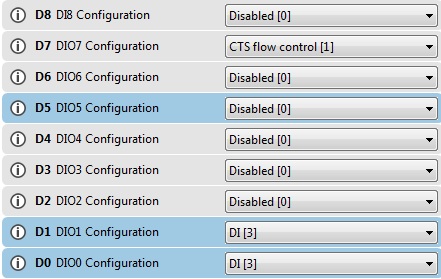 D8 DI8 Configuration Disabled [0]
D7 DIO7 Configuration CTS flow control [1]
D6 DIO6 Configuration Disabled [0]
D5 DIO5 Configuration Disabled [0]
D4 DIO4 Configuration Disabled [0]
D3 DIO3 Configuration Disabled [0]
D2 DIO2 Configuration Disabled [0]
D1 DIO1 Configuration DI [3]
D0 DIO0 Configuration DI [3]